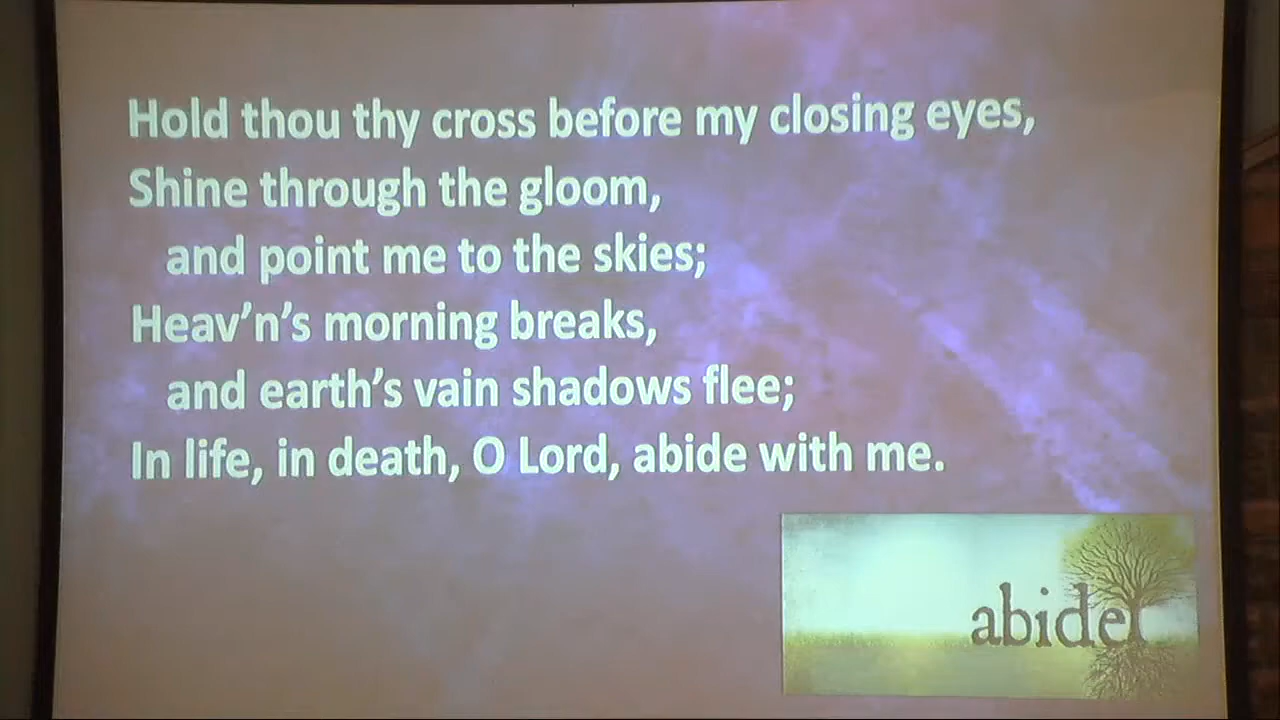 Hold thou thy cross before my closing eyes,
Shine through the gloom,
and point me to the skies;
Heav’n’s morning breaks,
and earth’s vain shadows flee;
In life, in death, O Lord, abide with me.
abide